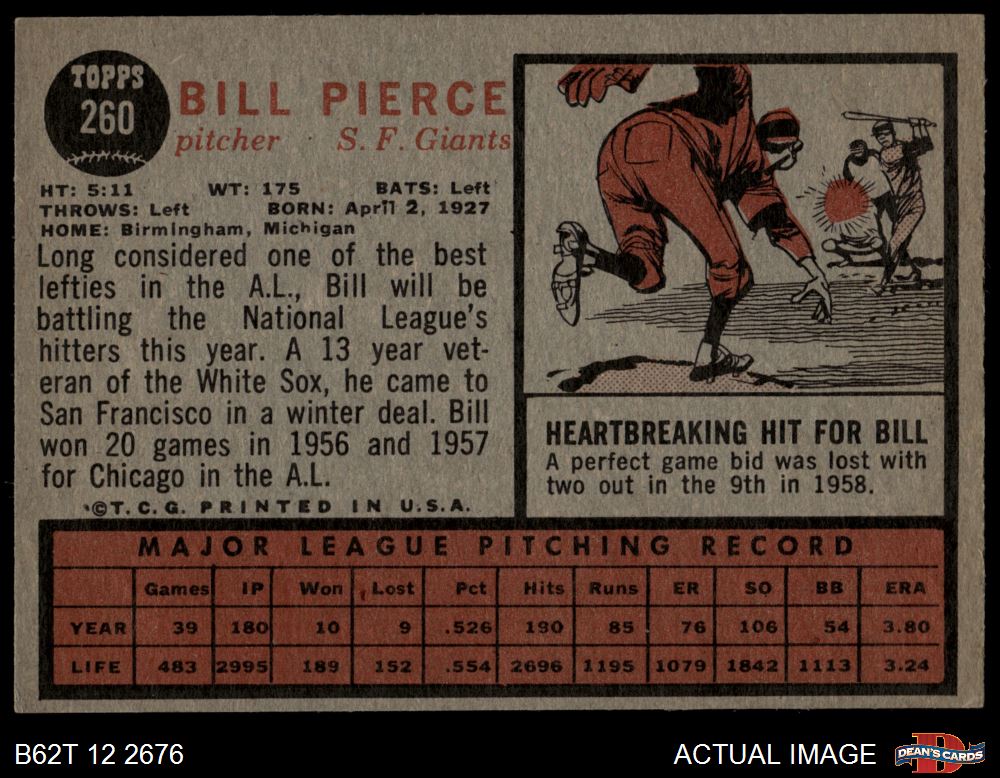 TOPPS
260
BILL PIERCE
pitcher S. F. Giants
HT: 5:11 WT: 175 BATS: Left
THROWS: Left BORN: April 2, 1927
HOME: Birmingham, Michigan
Long considered one of the best
lefties in the A.L., Bill will be
battling the National League's
hitters this year. A 13 year vet-
eran of the White Sox, he came to
San Francisco in a winter deal. Bill
won 20 games in 1956 and 1957
for Chicago in the A.L.
©T.C.G. PRINTED IN U.S.A.
HEARTBREAKING HIT FOR BILL
A perfect game bid was lost with
two out in the 9th in 1958.
MAJOR LEAGUE PITCHING RECORD
Games IP Won Lost Pct Hits Runs ER SO BB ERA
YEAR 39 180 10 9 .526 190 85 76 106 54 3.80
LIFE 483 2995 189 152 .554 2696 1195 1079 1842 1113 3.24
B62T 12 2676
ACTUAL IMAGE
D
DEAN'S CARDS